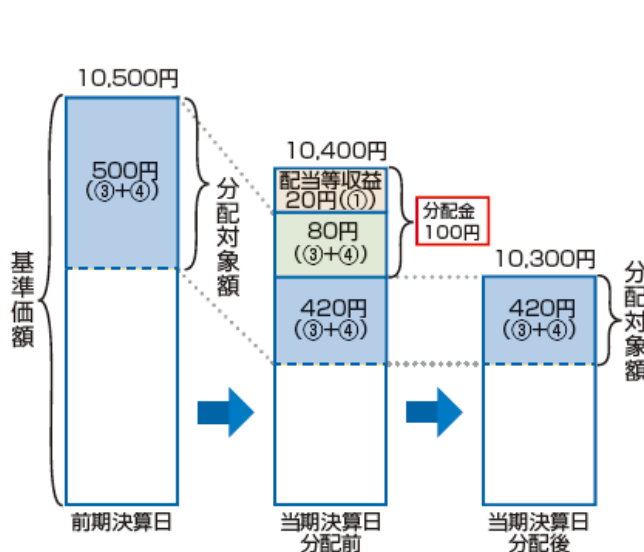 10,500円
500円
(③+④)
分配対象額
基準価額
前期決算日
10,400円
配当等収益
20円(①)
80円
(③+④)
420円
(③+④)
分配金
100円
当期決算日
分配前
10,300円
420円
(③+④)
分配対象額
当期決算日
分配後